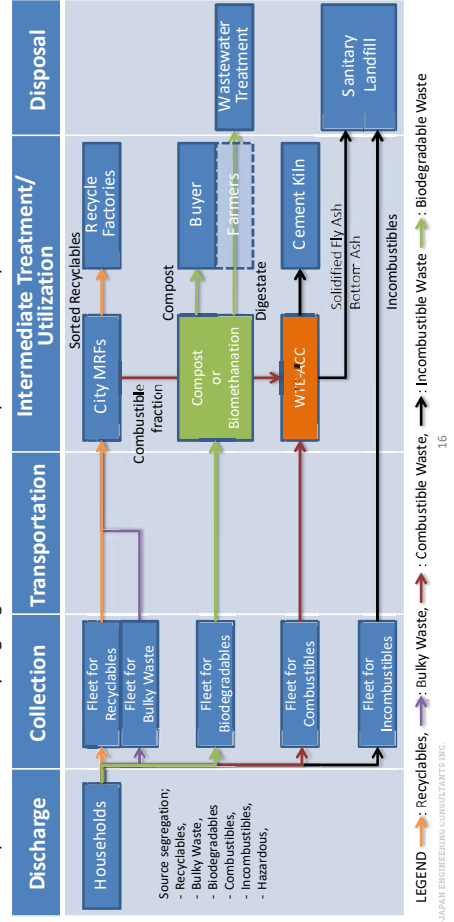 Discharge
Collection
Transportation
Intermediate Treatment/
Utilization
Disposal
Households
Source segregation;
- Recyclables,
- Bulky Waste,
- Biodegradables
- Combustibles,
- Incombustibles,
- Hazardous,
Fleet for
Recyclables
Fleet for
Bulky Waste
Fleet for
Biodegradables
Fleet for
Combustibles
Fleet for
Incombustibles
City MRFs
Sorted Recyclables
Recycle
Factories
Combustible
fraction
Compost
or
Biomethanation
Compost
Buyer
Farmers
Digestate
Wastewater
Treatment
Cement Kiln
Solidified Fly Ash
Bottom Ash
Incombustibles
Sanitary
Landfill
LEGEND : Recyclables, : Bulky Waste, : Combustible Waste, : Incombustible Waste : Biodegradable Waste
JAPAN ENGINEERING CONSULTANTS INC.
16